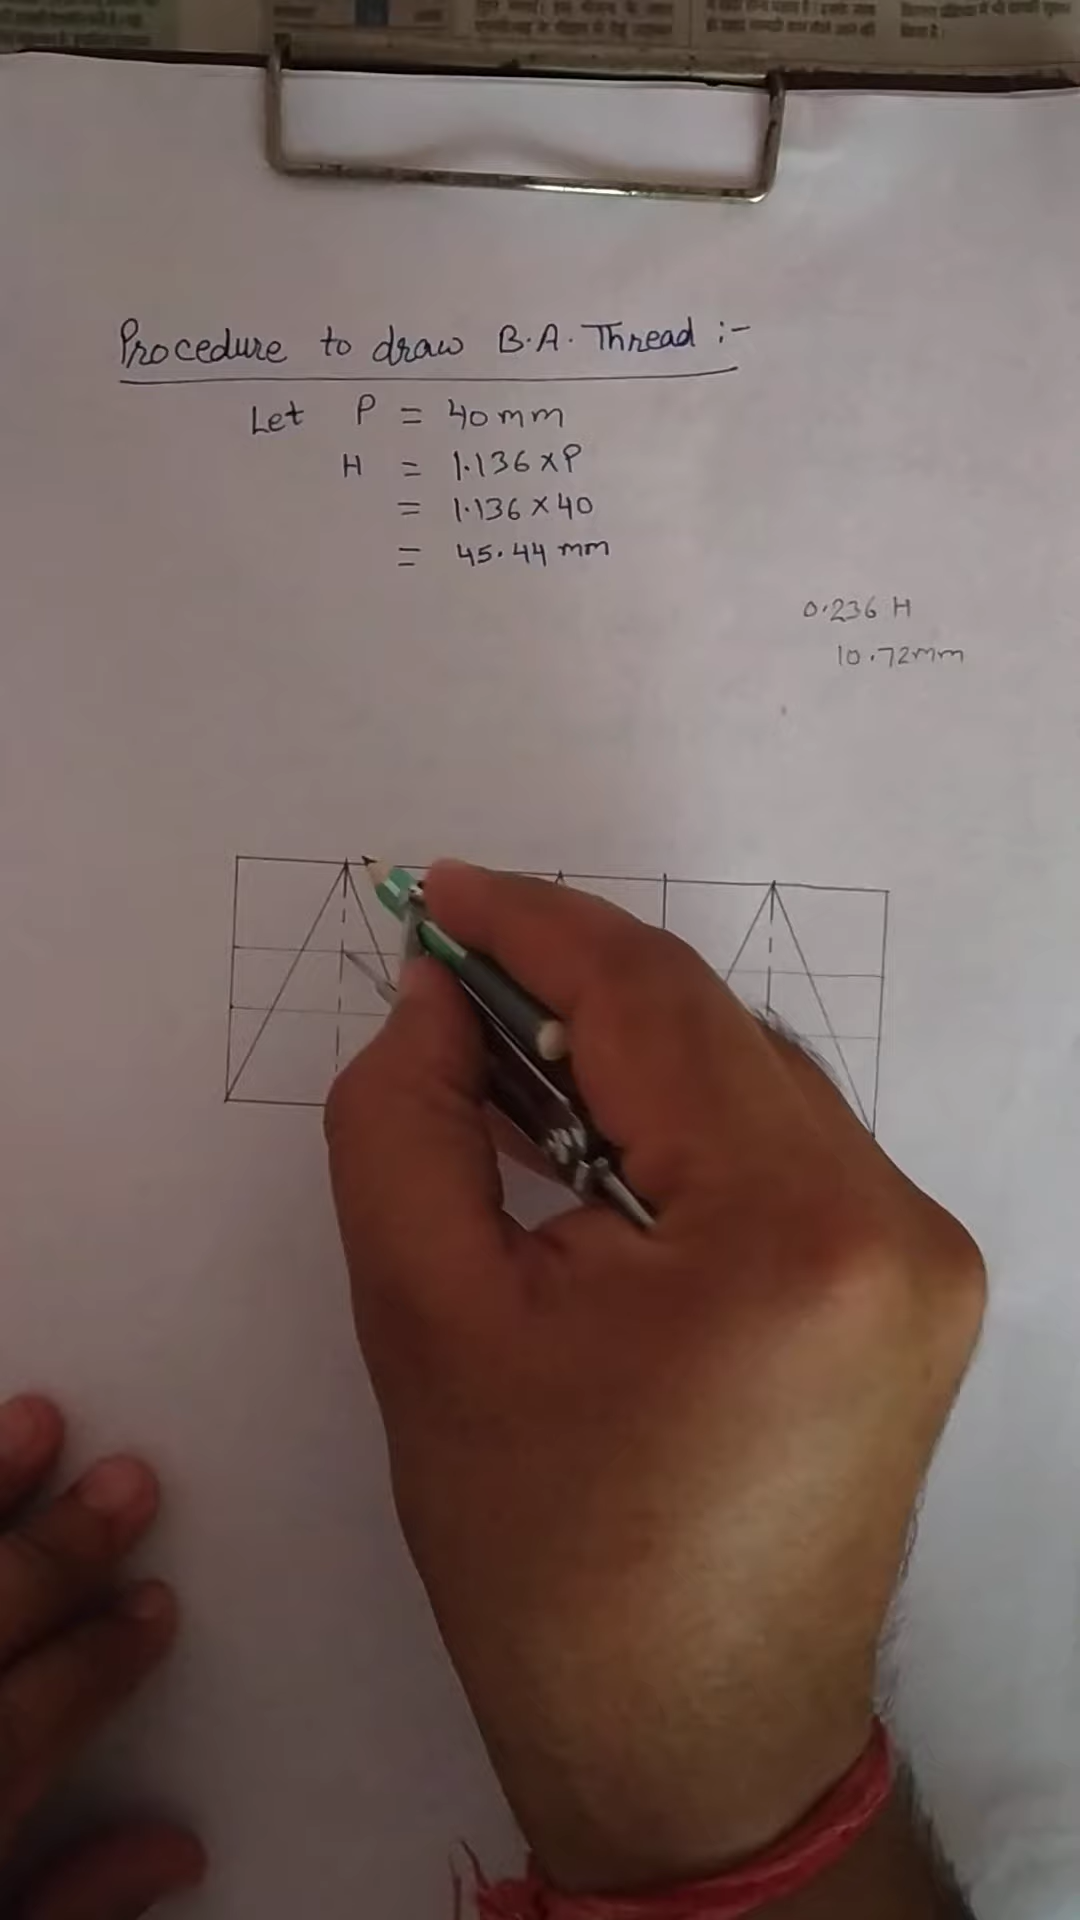 Procedure to draw B.A. Thread :-
Let P = 40mm
H = 1.136 x P
= 1.136 x 40
= 45.44 mm
0.236 H
10.72mm